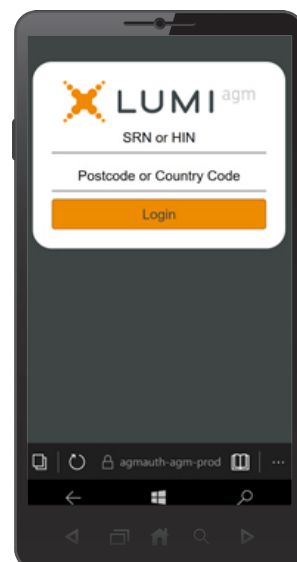 LUMI agm
SRN or HIN
Postcode or Country Code
Login
agmauth-agm-prod